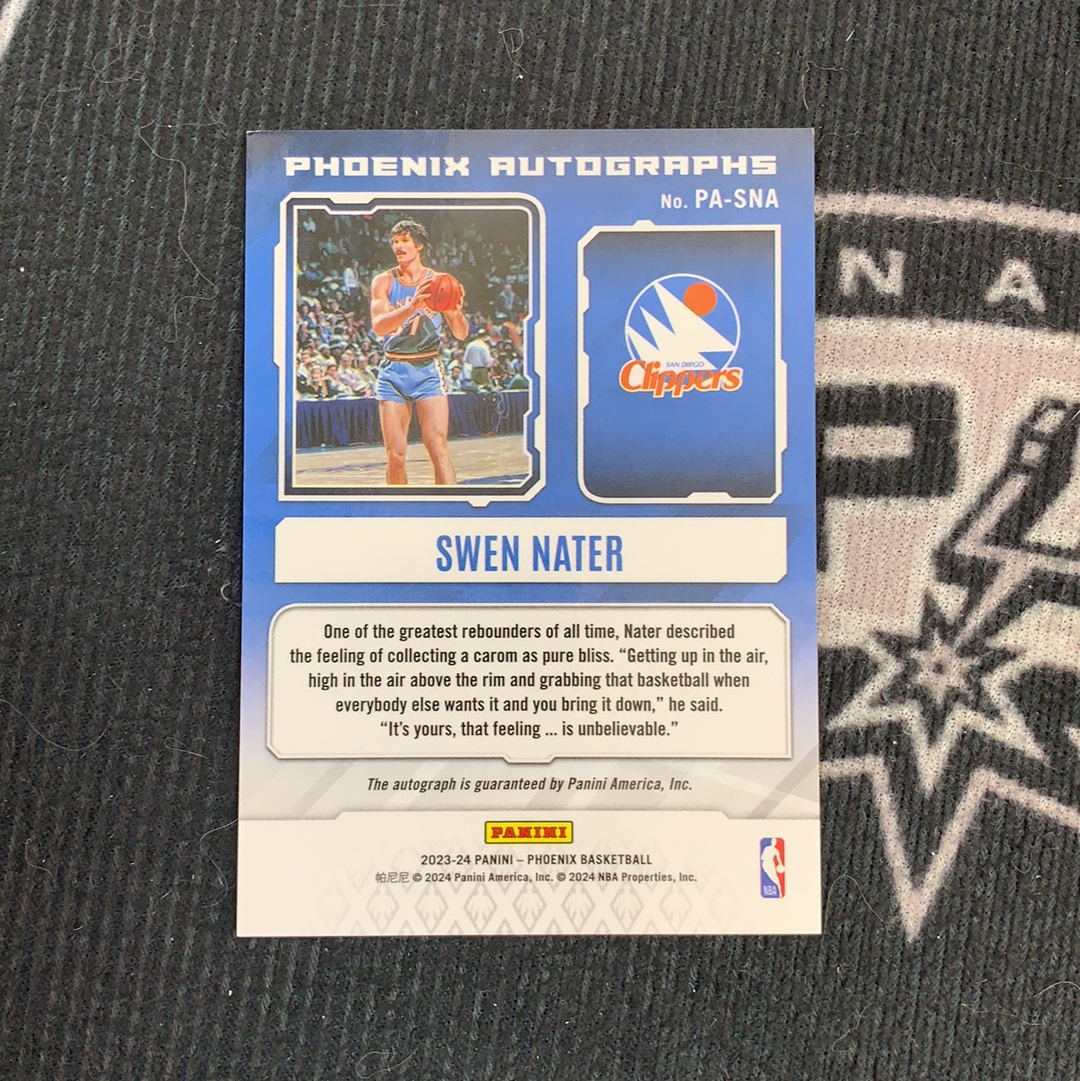 PHOENIX AUTOGRAPHS
No. PA-SNA
SAN DIEGO
Clippers
SWEN NATER
One of the greatest rebounders of all time, Nater described
the feeling of collecting a carom as pure bliss. “Getting up in the air,
high in the air above the rim and grabbing that basketball when
everybody else wants it and you bring it down,” he said.
“It’s yours, that feeling ... is unbelievable.”
The autograph is guaranteed by Panini America, Inc.
PANINI
2023-24 PANINI – PHOENIX BASKETBALL
帕尼尼 © 2024 Panini America, Inc. © 2024 NBA Properties, Inc.
NBA
N A